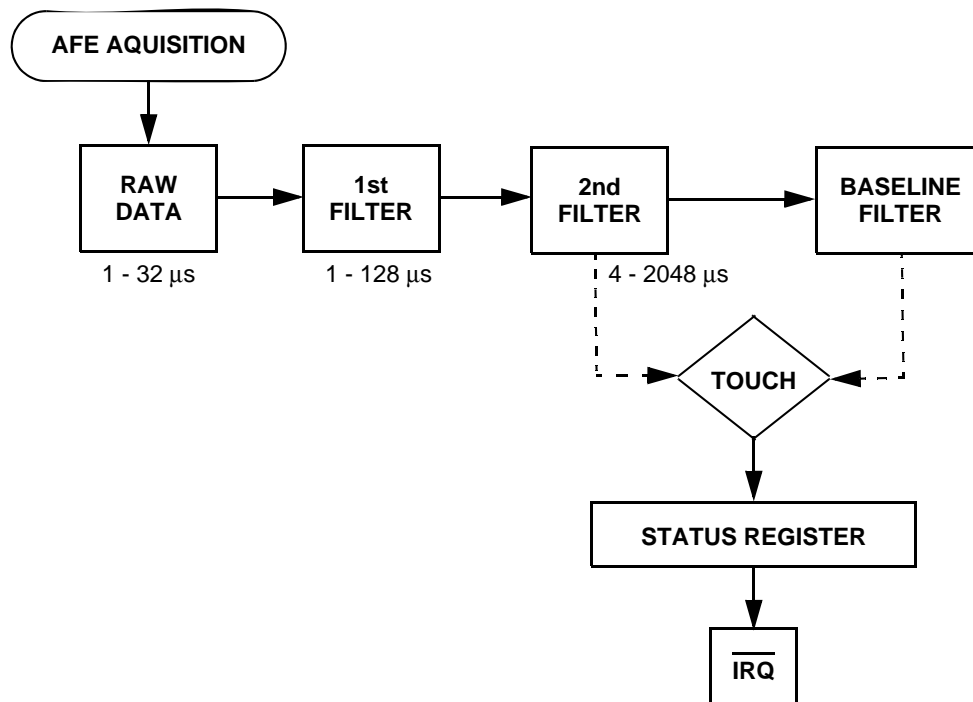 AFE AQUISITION
RAW
DATA
1st
FILTER
2nd
FILTER
BASELINE
FILTER
1 - 32 μs
1 - 128 μs
4 - 2048 μs
TOUCH
STATUS REGISTER
IRQ